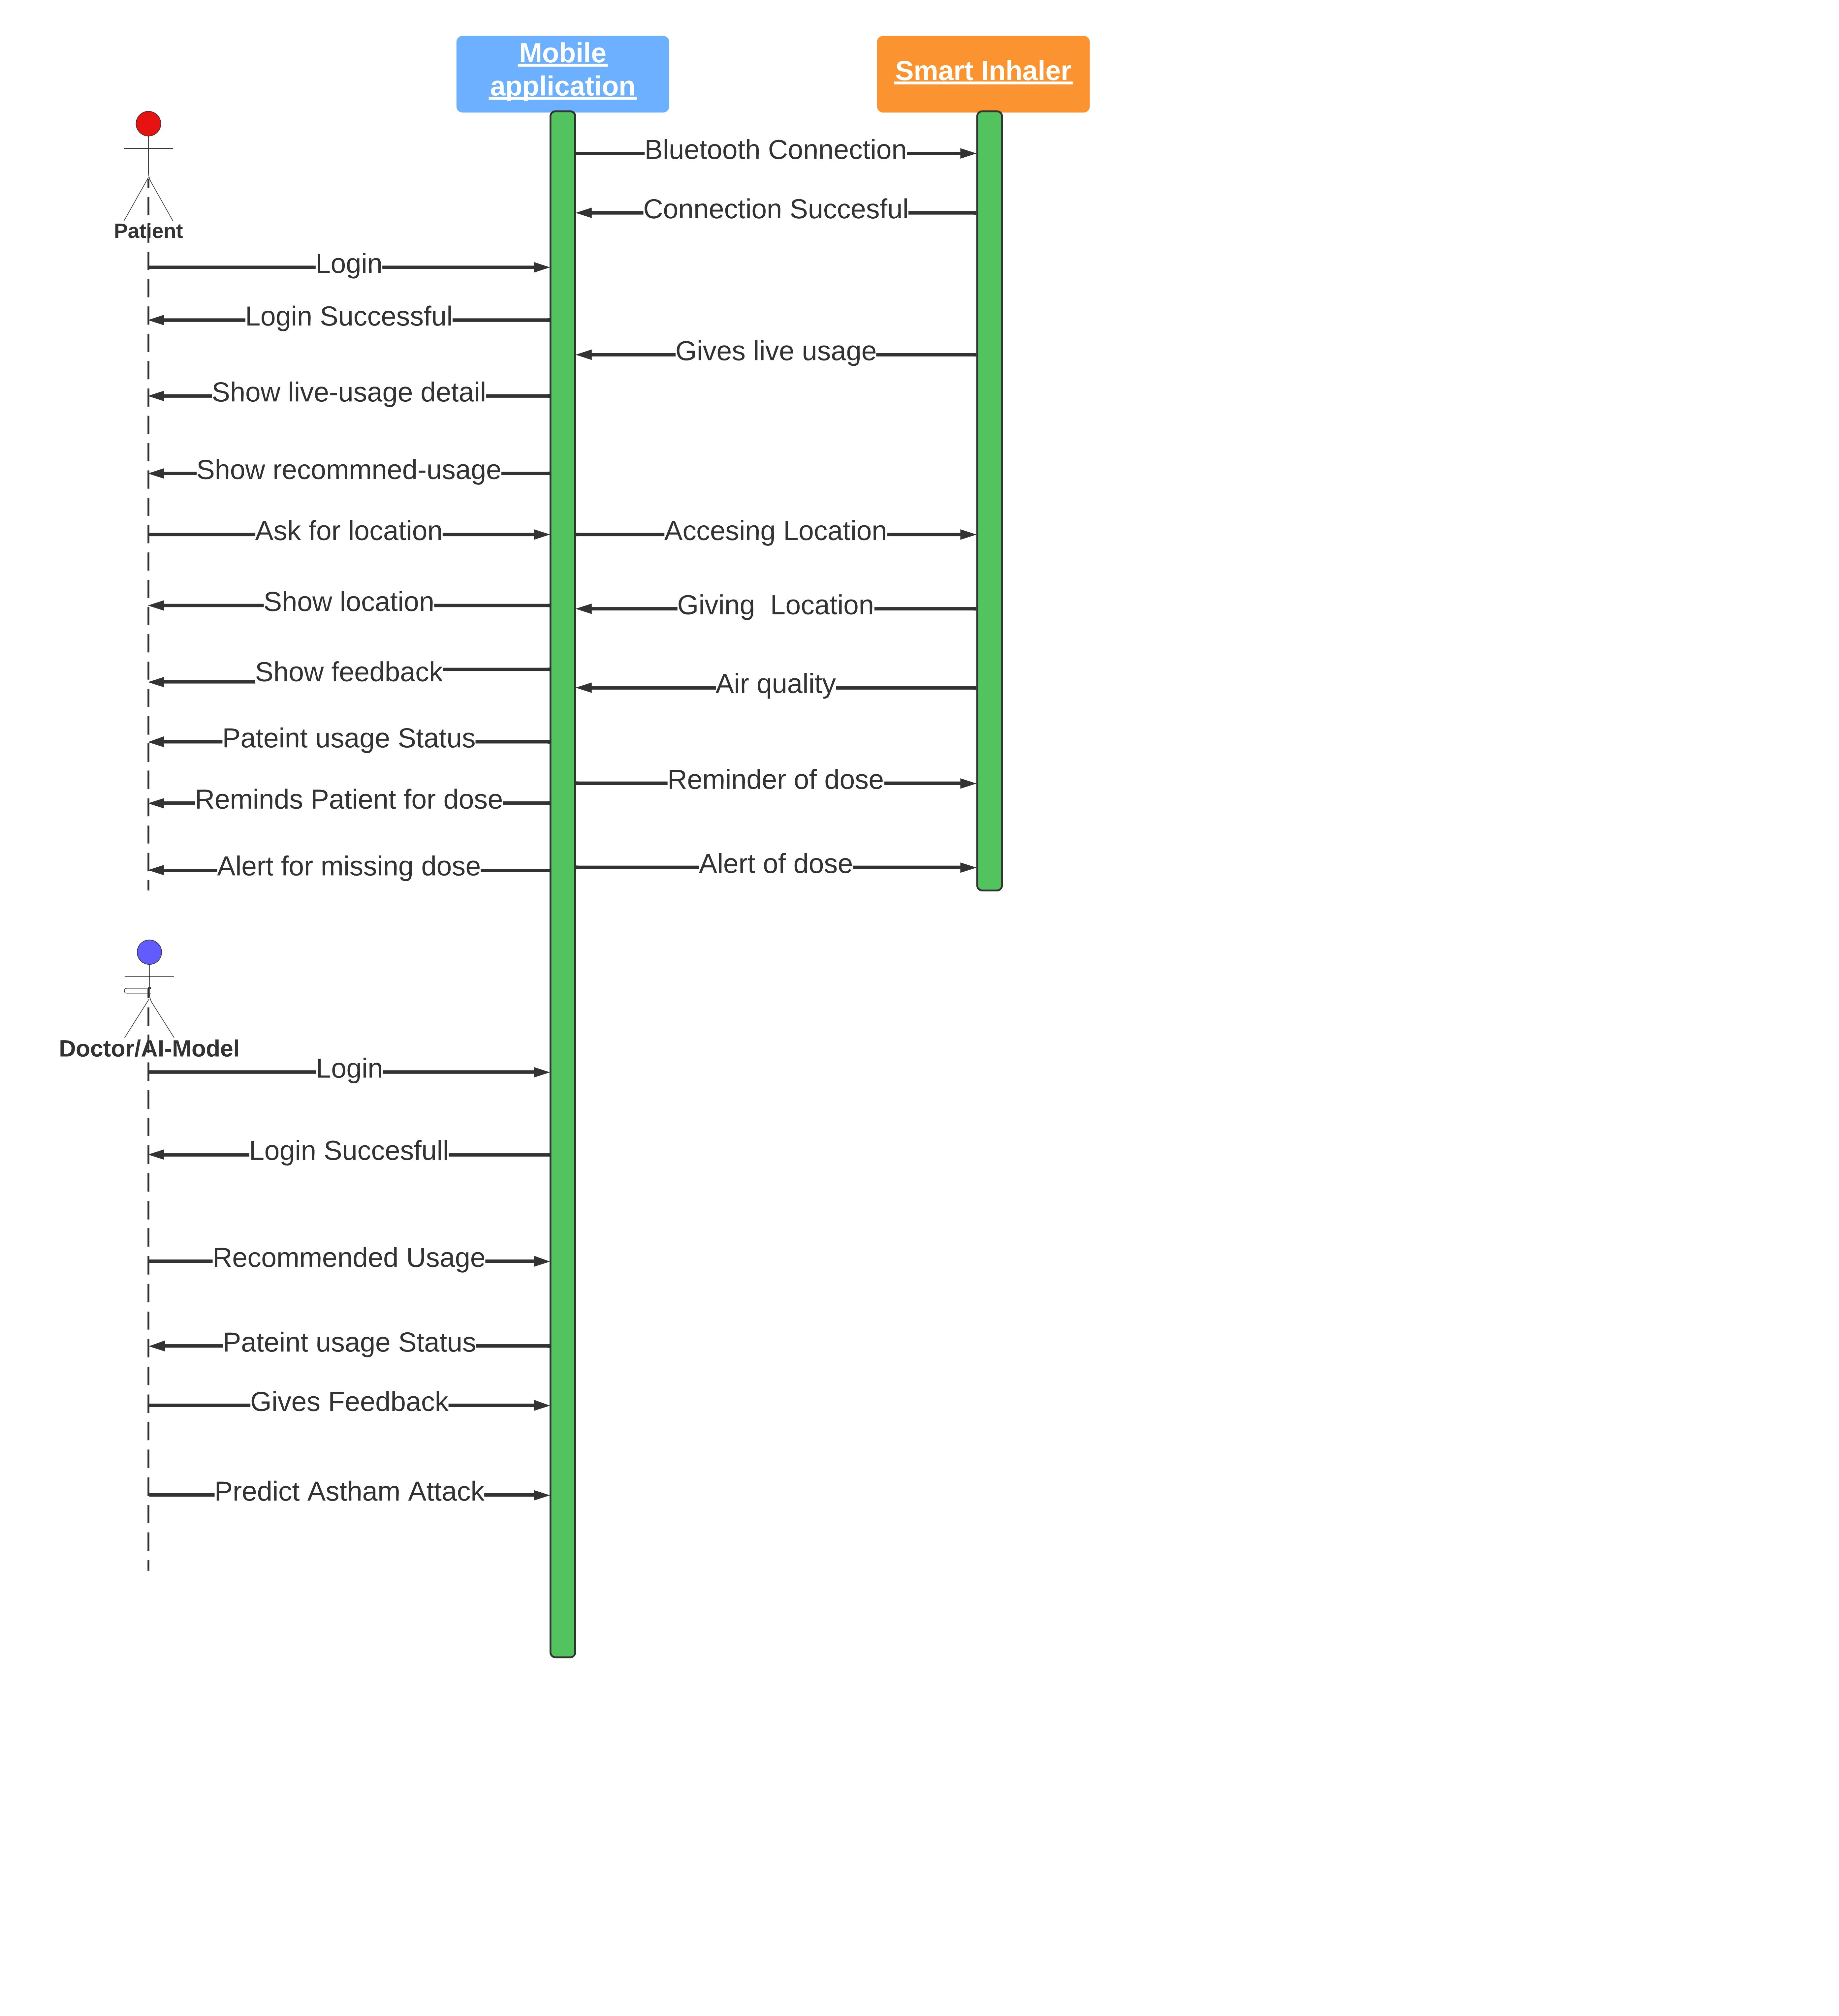 Mobile
application
Smart Inhaler
Bluetooth Connection
Connection Succesful
Patient
Login
Login Successful
Gives live usage
Show live-usage detail
Show recommned-usage
Ask for location
Accesing Location
Show location
Giving  Location
Show feedback
Air quality
Pateint usage Status
Reminder of dose
Reminds Patient for dose
Alert for missing dose
Alert of dose
Doctor/AI-Model
Login
Login Succesfull
Recommended Usage
Pateint usage Status
Gives Feedback
Predict Astham Attack